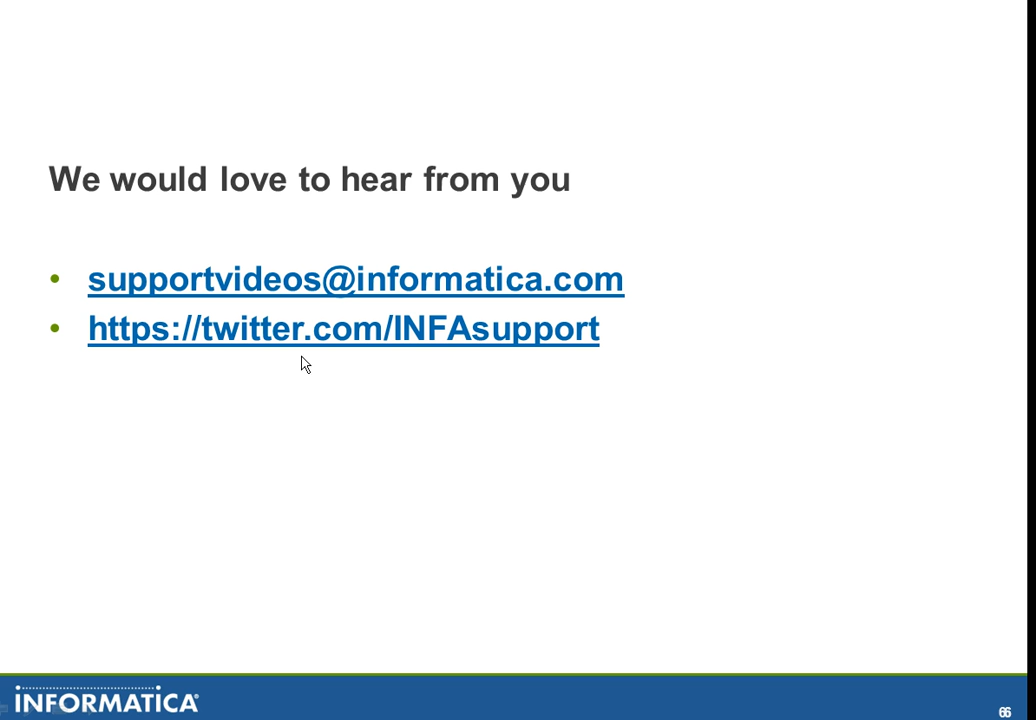 We would love to hear from you
• supportvideos@informatica.com
• https://twitter.com/INFAsupport
INFORMATICA®
66